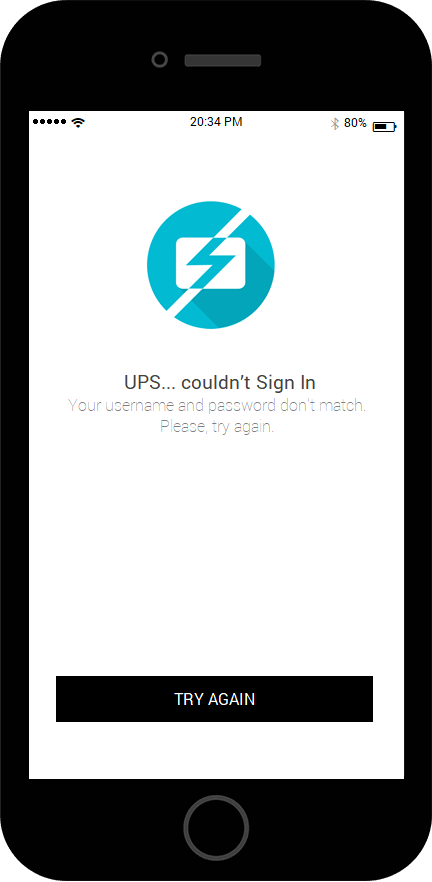 20:34 PM
80%
UPS... couldn't Sign In
Your username and password don't match.
Please, try again.
TRY AGAIN